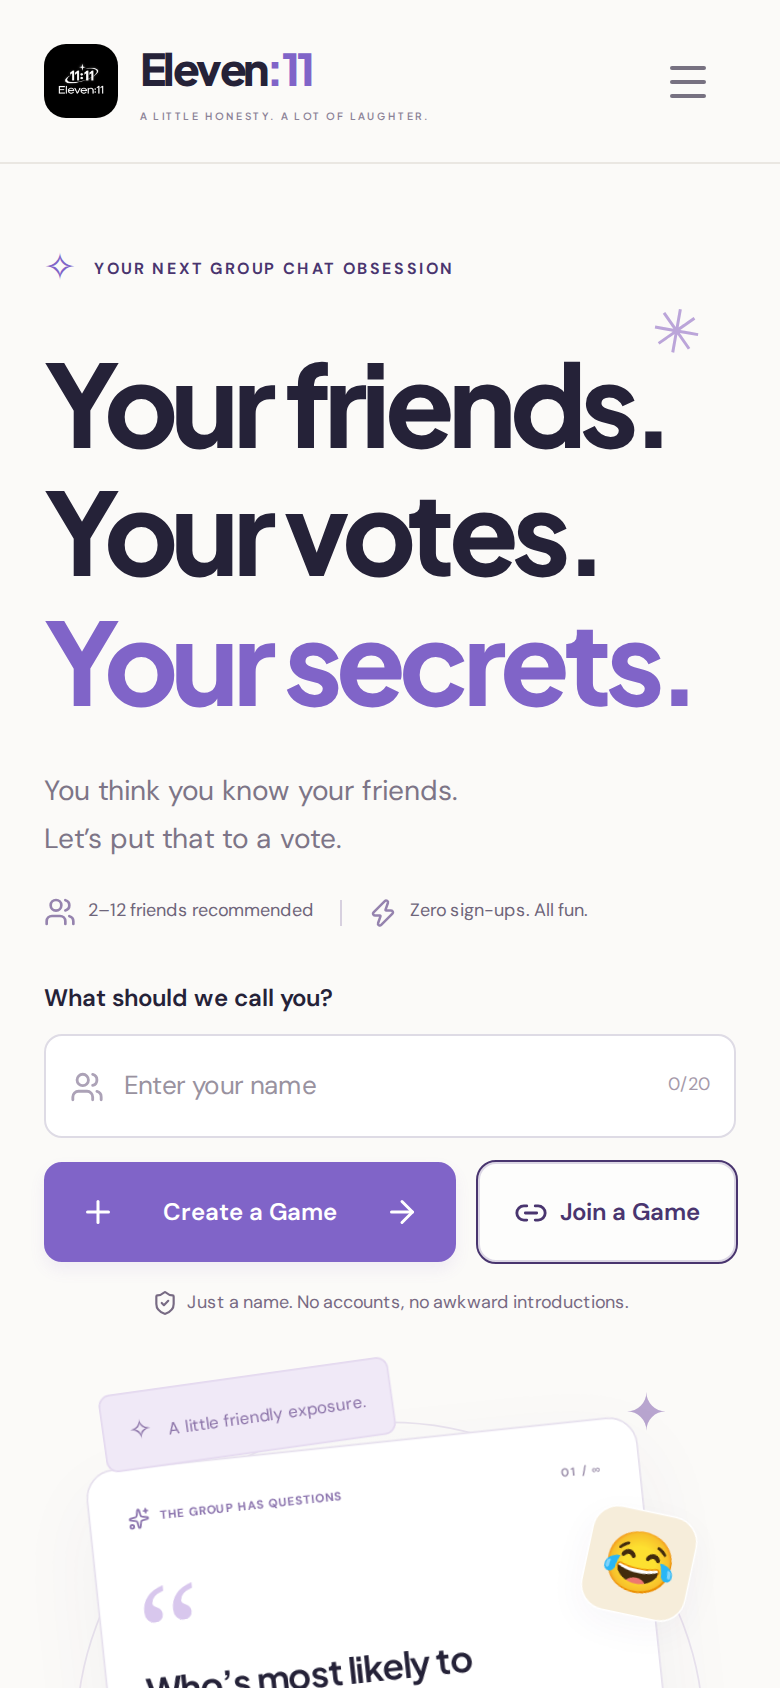 11:11
Eleven:11
Eleven:11
A LITTLE HONESTY. A LOT OF LAUGHTER.
YOUR NEXT GROUP CHAT OBSESSION
Your friends.
Your votes.
Your secrets.
You think you know your friends.
Let’s put that to a vote.
2–12 friends recommended
Zero sign-ups. All fun.
What should we call you?
Enter your name
0/20
Create a Game
Join a Game
Just a name. No accounts, no awkward introductions.
A little friendly exposure.
01 / ∞
THE GROUP HAS QUESTIONS
“
Who’s most likely to